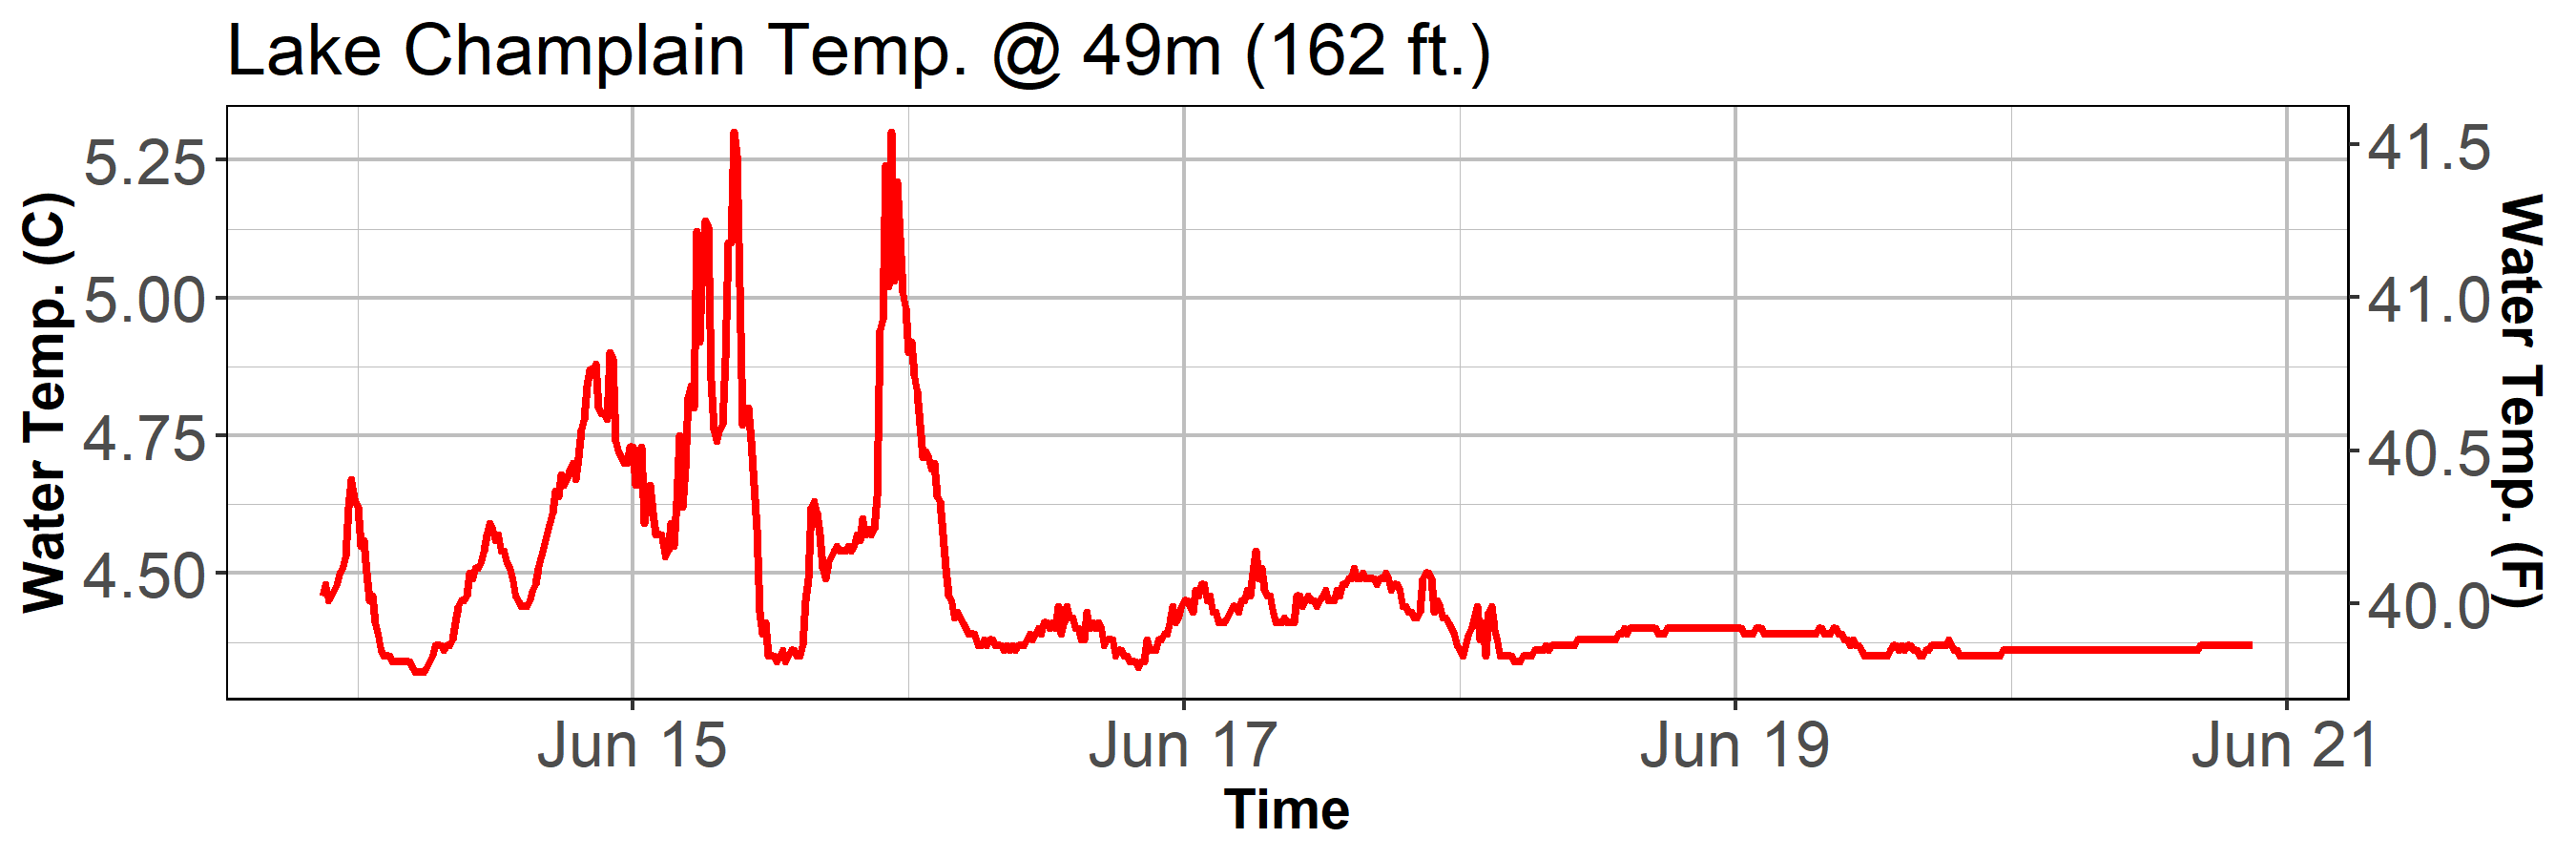 Lake Champlain Temp. @ 49m (162 ft.)
Water Temp. (C)
5.25
5.00
4.75
4.50
41.5
41.0
40.5
40.0
Water Temp. (F)
Jun 15
Jun 17
Jun 19
Jun 21
Time